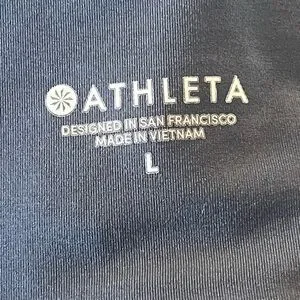 ATHLETA
DESIGNED IN SAN FRANCISCO
MADE IN VIETNAM
L